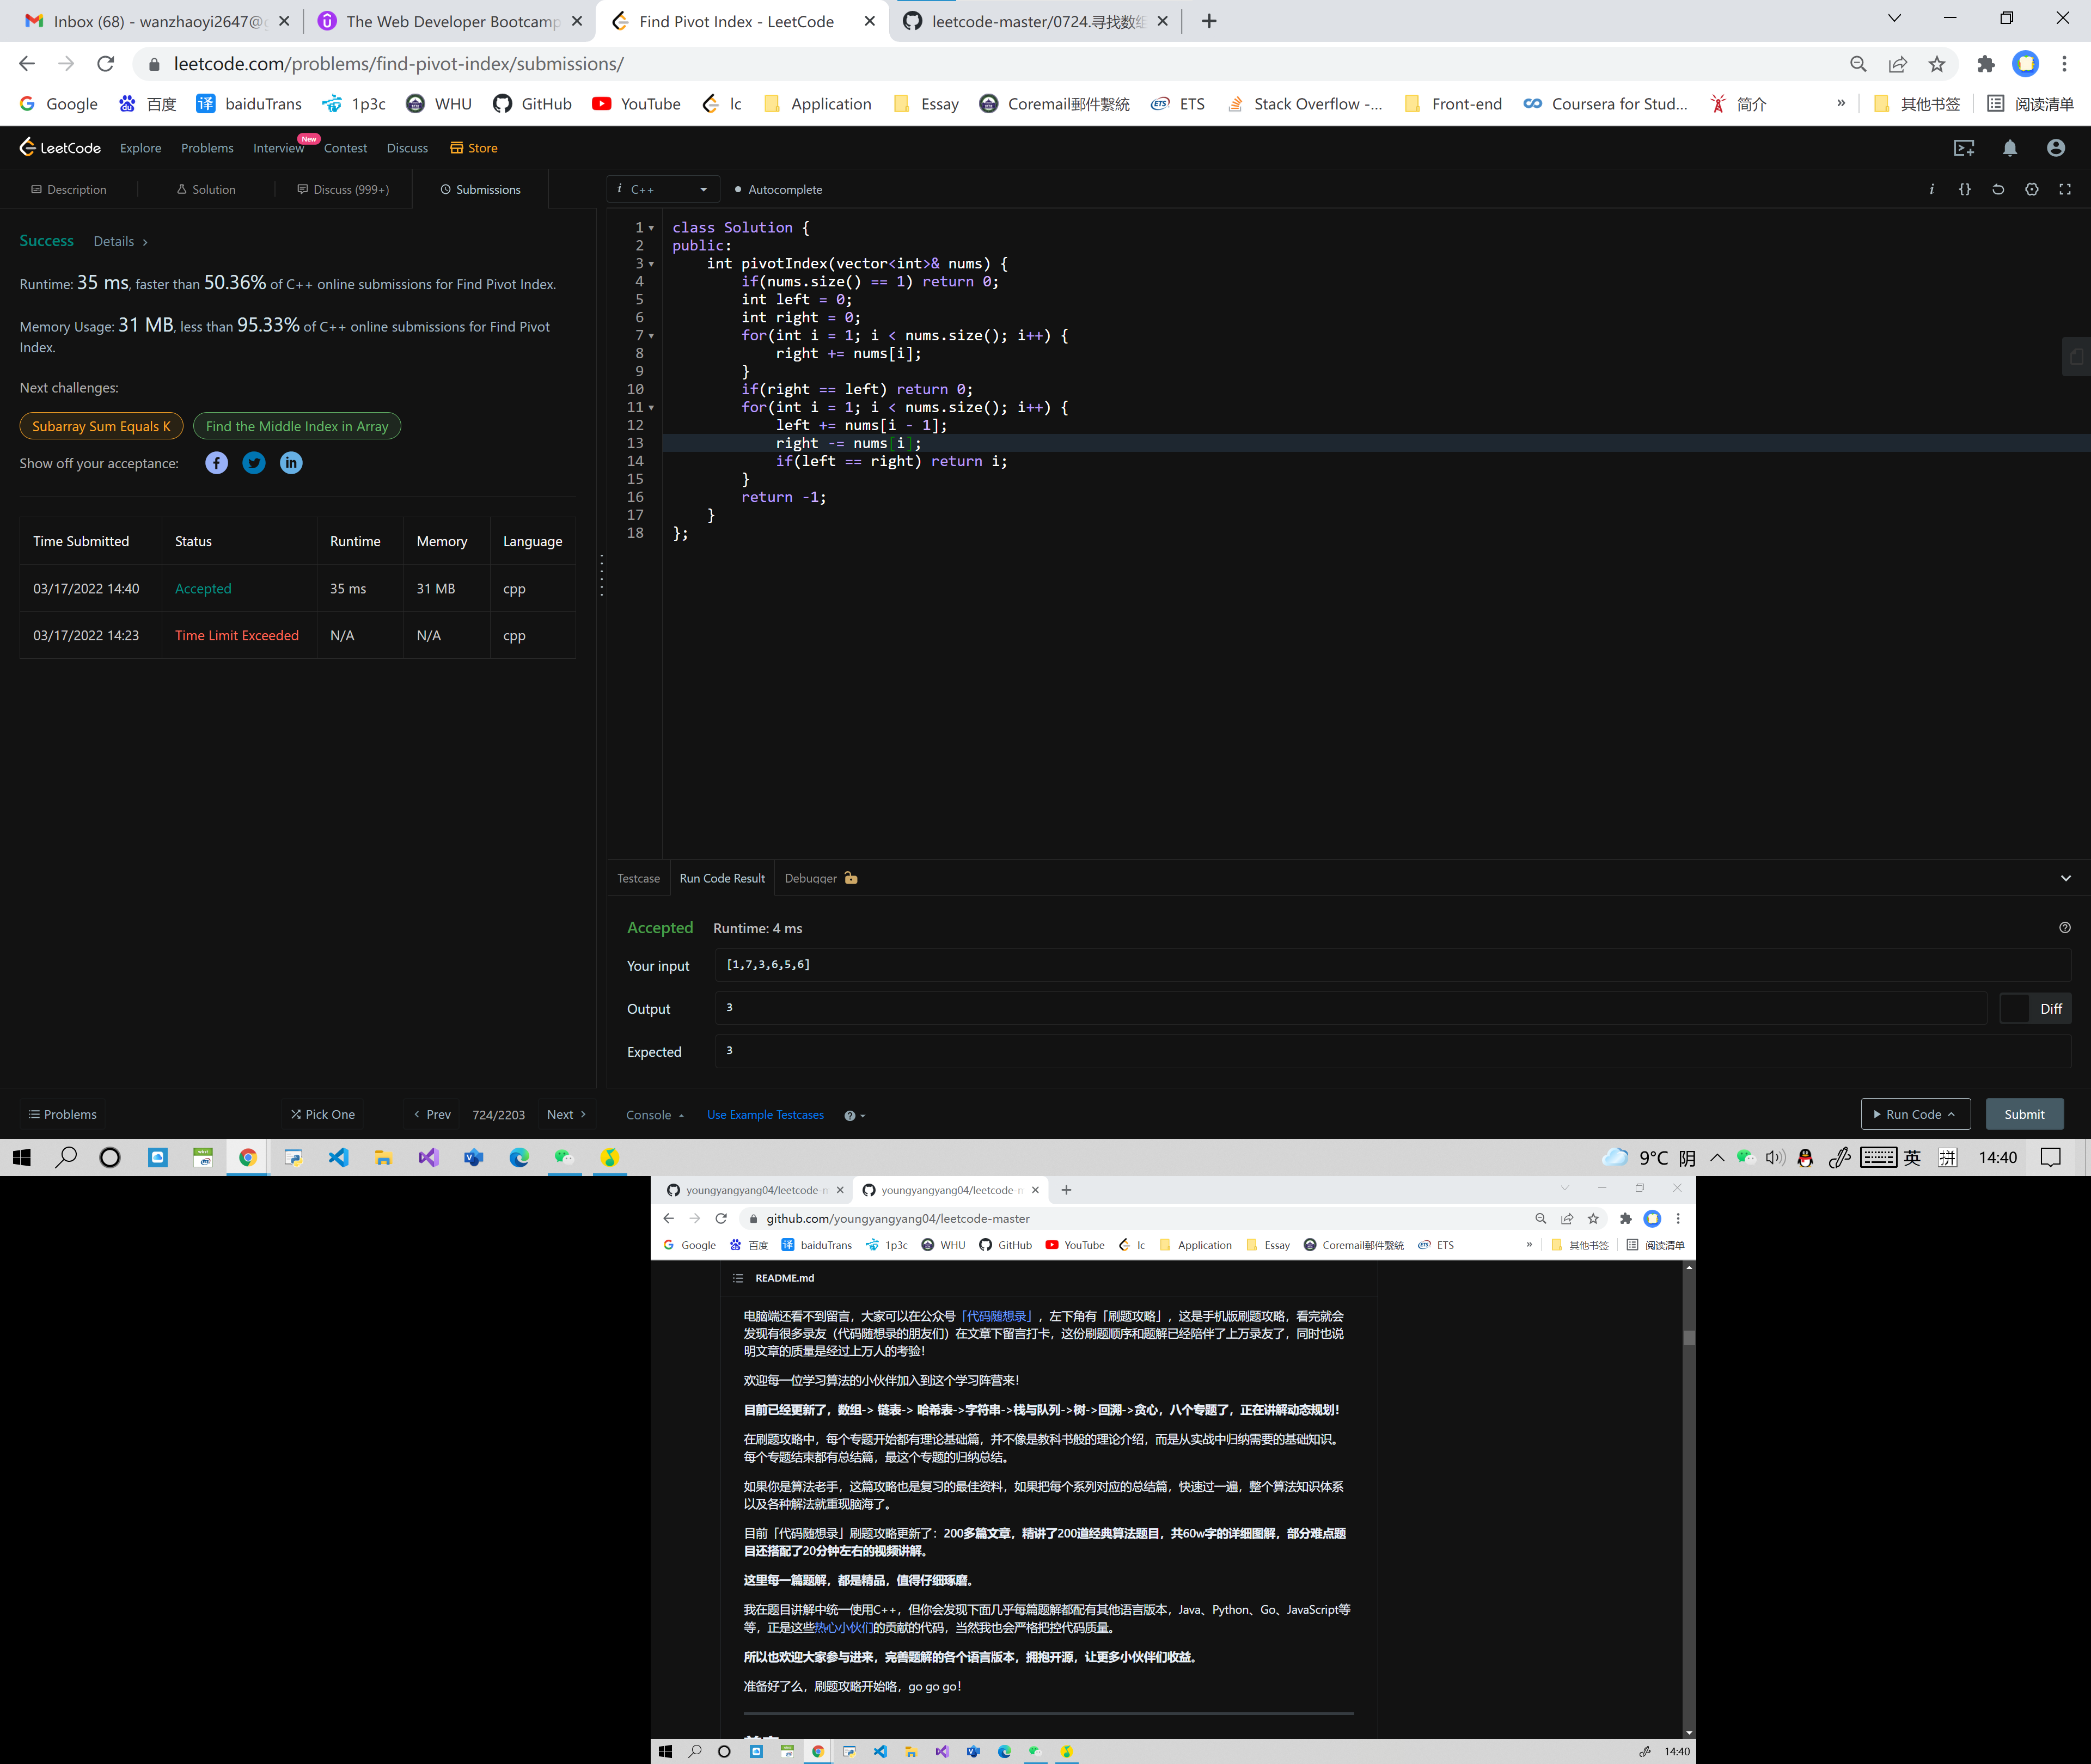 Inbox (68) - wanzhaoyi2647@g
The Web Developer Bootcamp
Find Pivot Index - LeetCode
leetcode-master/0724.寻找数组
leetcode.com/problems/find-pivot-index/submissions/
Google 百度 baiduTrans 1p3c WHU GitHub YouTube lc Application Essay Coremail郵件繫統 ETS Stack Overflow -... Front-end Coursera for Stud... 简介 » 其他书签 阅读清单
LeetCode Explore Problems Interview New Contest Discuss Store
Description Solution Discuss (999+) Submissions
i C++ Autocomplete
Success Details >
Runtime: 35 ms, faster than 50.36% of C++ online submissions for Find Pivot Index.
Memory Usage: 31 MB, less than 95.33% of C++ online submissions for Find Pivot
Index.
Next challenges:
Subarray Sum Equals K Find the Middle Index in Array
Show off your acceptance:
Time Submitted Status Runtime Memory Language
03/17/2022 14:40 Accepted 35 ms 31 MB cpp
03/17/2022 14:23 Time Limit Exceeded N/A N/A cpp
1 class Solution {
2 public:
3 int pivotIndex(vector<int>& nums) {
4 if(nums.size() == 1) return 0;
5 int left = 0;
6 int right = 0;
7 for(int i = 1; i < nums.size(); i++) {
8 right += nums[i];
9 }
10 if(right == left) return 0;
11 for(int i = 1; i < nums.size(); i++) {
12 left += nums[i - 1];
13 right -= nums[i];
14 if(left == right) return i;
15 }
16 return -1;
17 }
18 };
Testcase Run Code Result Debugger
Accepted Runtime: 4 ms
Your input [1,7,3,6,5,6]
Output 3 Diff
Expected 3
Problems Pick One < Prev 724/2203 Next >
Console Use Example Testcases Run Code Submit
9°C 阴 英 拼 14:40
youngyangyang04/leetcode-m
youngyangyang04/leetcode-m
github.com/youngyangyang04/leetcode-master
Google 百度 baiduTrans 1p3c WHU GitHub YouTube lc Application Essay Coremail郵件繫統 ETS » 其他书签 阅读清单
README.md
电脑端还看不到留言，大家可以在公众号「代码随想录」，左下角有「刷题攻略」，这是手机版刷题攻略，看完就会
发现有很多录友（代码随想录的朋友们）在文章下留言打卡，这份刷题顺序和题解已经陪伴了上万录友了，同时也说
明文章的质量是经过上万人的考验！
欢迎每一位学习算法的小伙伴加入到这个学习阵营来！
目前已经更新了，数组-> 链表-> 哈希表->字符串->栈与队列->树->回溯->贪心，八个专题了，正在讲解动态规划！
在刷题攻略中，每个专题开始都有理论基础篇，并不像是教科书般的理论介绍，而是从实战中归纳需要的基础知识。
每个专题结束都有总结篇，最这个专题的归纳总结。
如果你是算法老手，这篇攻略也是复习的最佳资料，如果把每个系列对应的总结篇，快速过一遍，整个算法知识体系
以及各种解法就重现脑海了。
目前「代码随想录」刷题攻略更新了：200多篇文章，精讲了200道经典算法题目，共60w字的详细图解，部分难点题
目还搭配了20分钟左右的视频讲解。
这里每一篇题解，都是精品，值得仔细琢磨。
我在题目讲解中统一使用C++，但你会发现下面几乎每篇题解都配有其他语言版本，Java、Python、Go、JavaScript等
等，正是这些热心小伙们的贡献的代码，当然我也会严格把控代码质量。
所以也欢迎大家参与进来，完善题解的各个语言版本，拥抱开源，让更多小伙伴们收益。
准备好了么，刷题攻略开始咯，go go go！
14:40